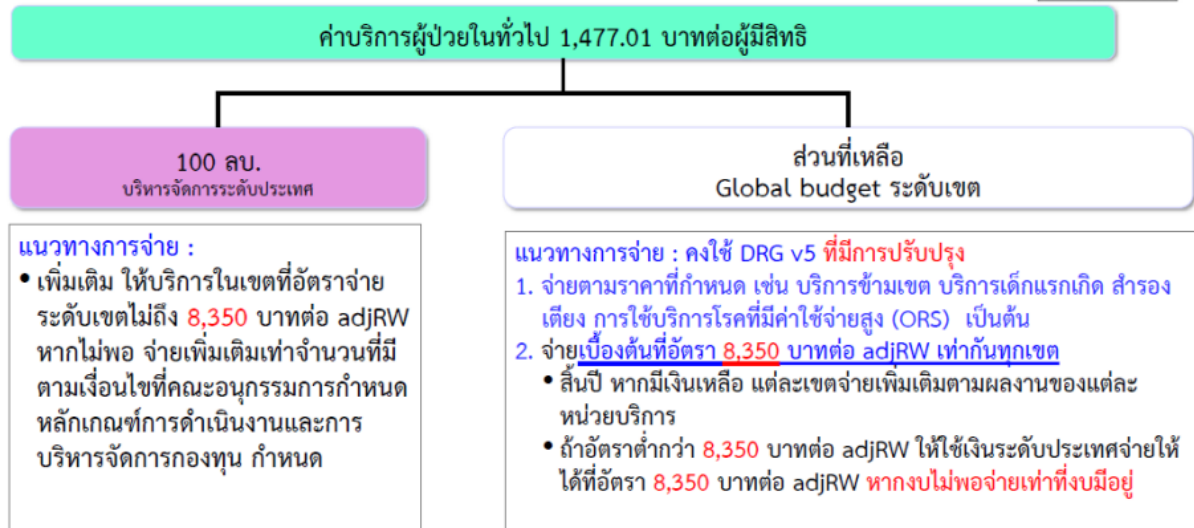 ค่าบริการผู้ป่วยในทั่วไป 1,477.01 บาทต่อผู้มีสิทธิ
100 ลบ.
บริหารจัดการระดับประเทศ
ส่วนที่เหลือ
Global budget ระดับเขต
แนวทางการจ่าย :
• เพิ่มเติม ให้บริการในเขตที่อัตราจ่าย
ระดับเขตไม่ถึง 8,350 บาทต่อ adjRW
หากไม่พอ จ่ายเพิ่มเติมเท่าจำนวนที่มี
ตามเงื่อนไขที่คณะอนุกรรมการกำหนด
หลักเกณฑ์การดำเนินงานและการ
บริหารจัดการกองทุน กำหนด
แนวทางการจ่าย : คงใช้ DRG v5 ที่มีการปรับปรุง
1. จ่ายตามราคาที่กำหนด เช่น บริการข้ามเขต บริการเด็กแรกเกิด สำรอง
เตียง การใช้บริการโรคที่มีค่าใช้จ่ายสูง (ORS) เป็นต้น
2. จ่ายเบื้องต้นที่อัตรา 8,350 บาทต่อ adjRW เท่ากันทุกเขต
• สิ้นปี หากมีเงินเหลือ แต่ละเขตจ่ายเพิ่มเติมตามผลงานของแต่ละ
หน่วยบริการ
• ถ้าอัตราต่ำกว่า 8,350 บาทต่อ adjRW ให้ใช้เงินระดับประเทศจ่ายให้
ได้ที่อัตรา 8,350 บาทต่อ adjRW หากงบไม่พอจ่ายเท่าที่งบมีอยู่